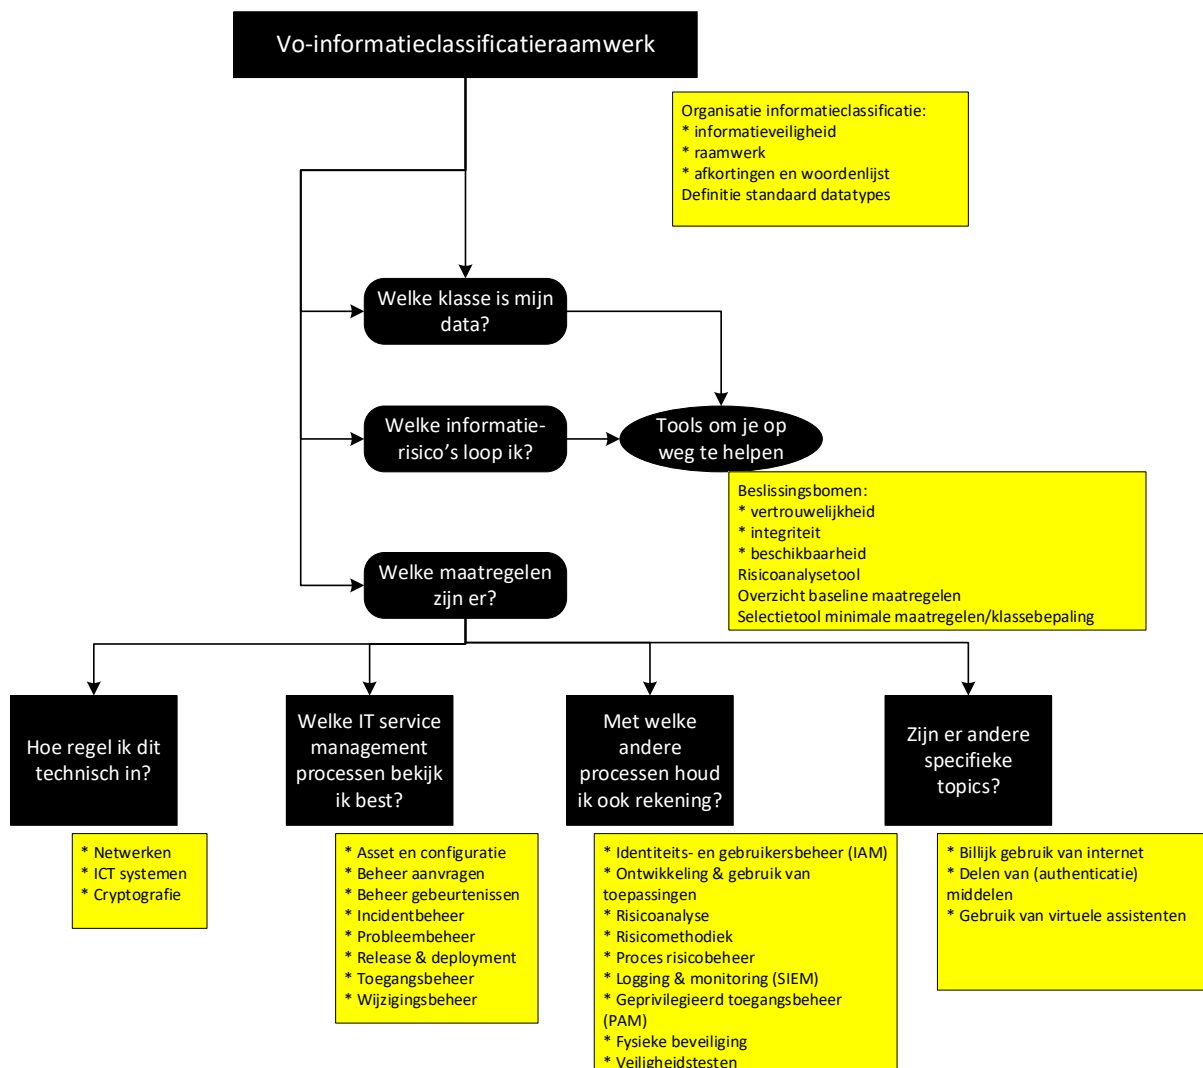 Vo-informatieclassificatieraamwerk
Organisatie informatieclassificatie:
* informatieveiligheid
* raamwerk
* afkortingen en woordenlijst
Definitie standaard datatypes
Welke klasse is mijn
data?
Welke informatie-
risico’s loop ik?
Tools om je op
weg te helpen
Beslissingsbomen:
* vertrouwelijkheid
* integriteit
* beschikbaarheid
Risicoanalysetool
Overzicht baseline maatregelen
Selectietool minimale maatregelen/klassebepaling
Welke maatregelen
zijn er?
Hoe regel ik dit
technisch in?
Welke IT service
management
processen bekijk
ik best?
Met welke
andere
processen houd
ik ook rekening?
Zijn er andere
specifieke
topics?
* Netwerken
* ICT systemen
* Cryptografie
* Asset en configuratie
* Beheer aanvragen
* Beheer gebeurtenissen
* Incidentbeheer
* Probleembeheer
* Release & deployment
* Toegangsbeheer
* Wijzigingsbeheer
* Identiteits- en gebruikersbeheer (IAM)
* Ontwikkeling & gebruik van
toepassingen
* Risicoanalyse
* Risicomethodiek
* Proces risicobeheer
* Logging & monitoring (SIEM)
* Geprivilegieerd toegangsbeheer
(PAM)
* Fysieke beveiliging
* Veiligheidstesten
* Billijk gebruik van internet
* Delen van (authenticatie)
middelen
* Gebruik van virtuele assistenten